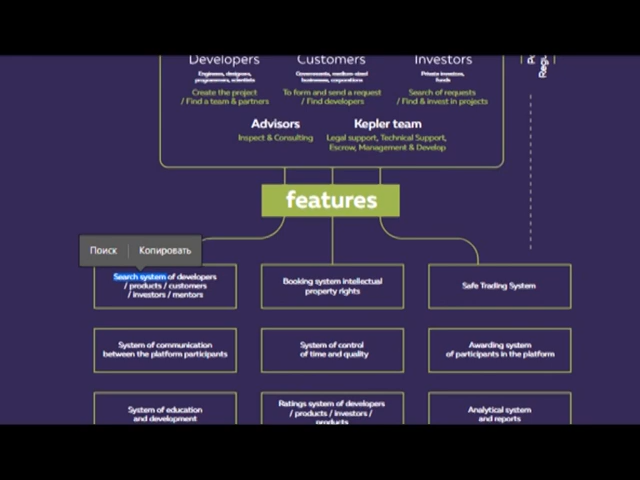 Developers
Customers
Investors
Engineers, designers,
programmers, scientists
Governments, medium-sized
businesses, corporations
Private investors,
funds
Create the project
/ Find a team & partners
To form and send a request
/ Find developers
Search of requests
/ Find & invest in projects
Advisors
Kepler team
Inspect & Consulting
Legal support, Technical Support,
Escrow, Management & Develop
features
Поиск
Копировать
Search system of developers
/ products / customers
/ investors / mentors
Booking system intellectual
property rights
Safe Trading System
System of communication
between the platform participants
System of control
of time and quality
Awarding system
of participants in the platform
System of education
and development
Ratings system of developers
/ products / investors /
products
Analytical system
and reports